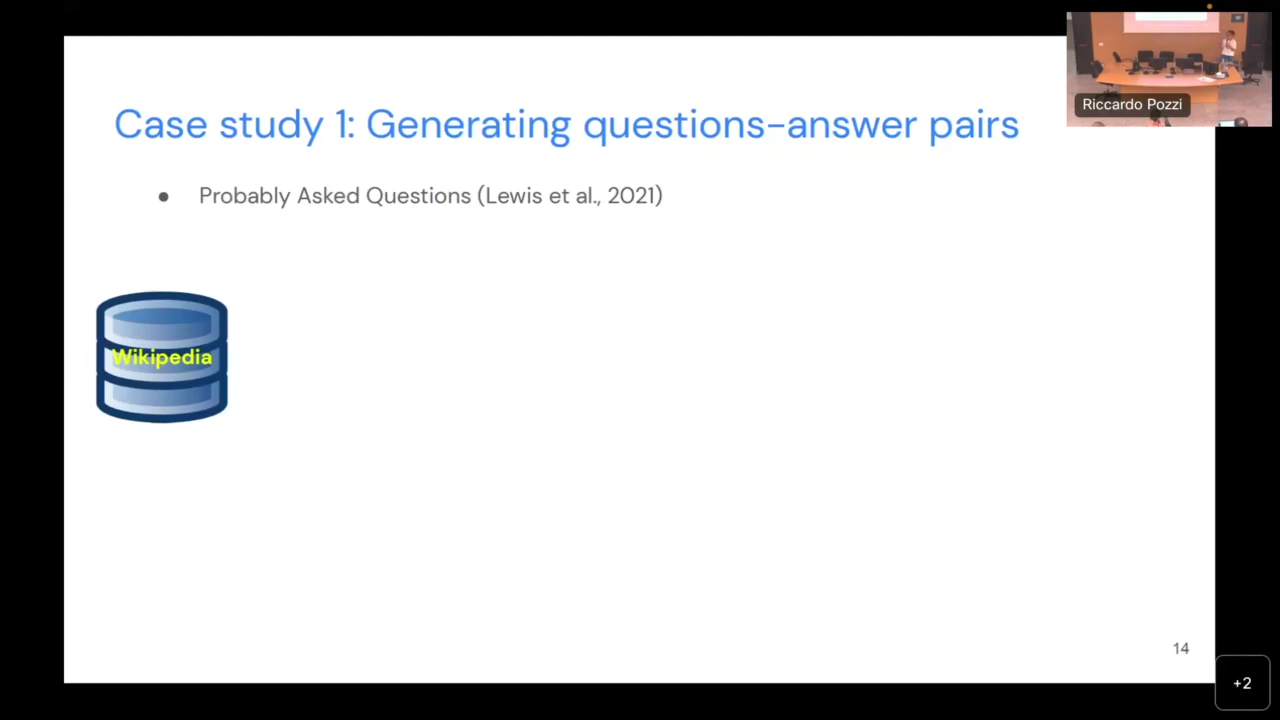 Case study 1: Generating questions-answer pairs
Riccardo Pozzi
● Probably Asked Questions (Lewis et al., 2021)
Wikipedia
14
+2